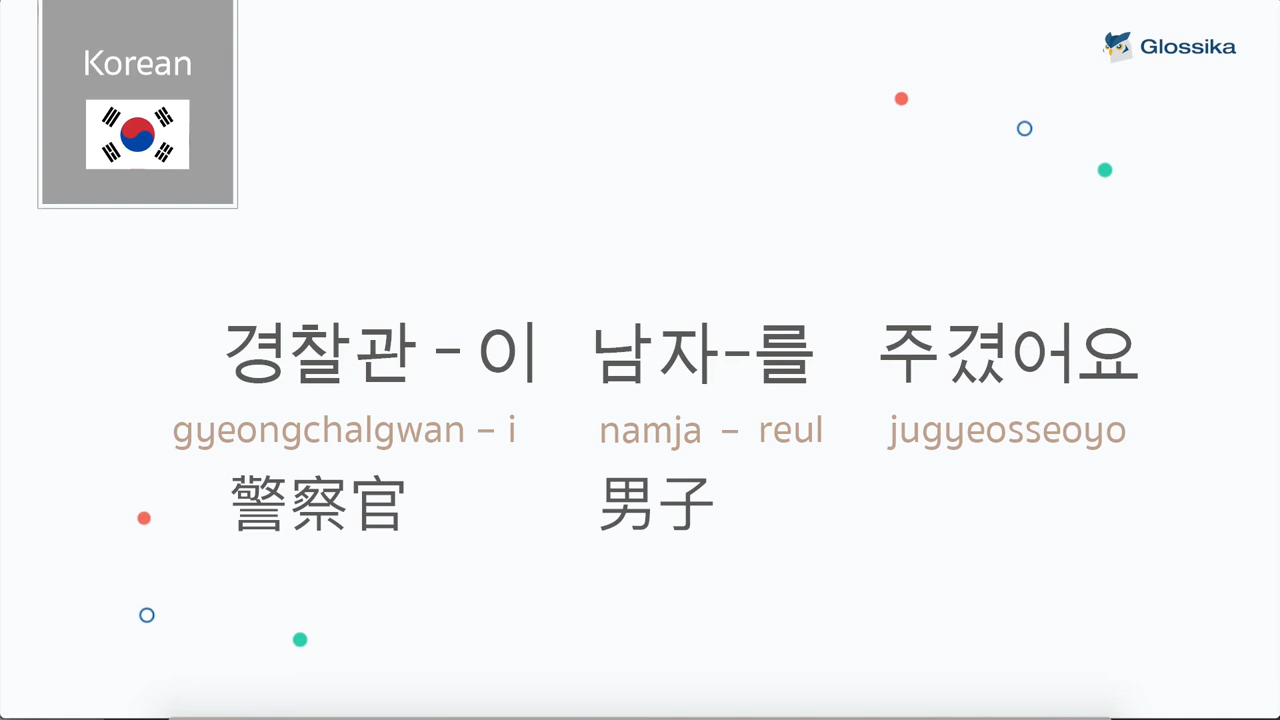 Korean
Glossika
경찰관 - 이 남자-를 주겼어요
gyeongchalgwan - i namja - reul jugyeosseoyo
警察官 男子